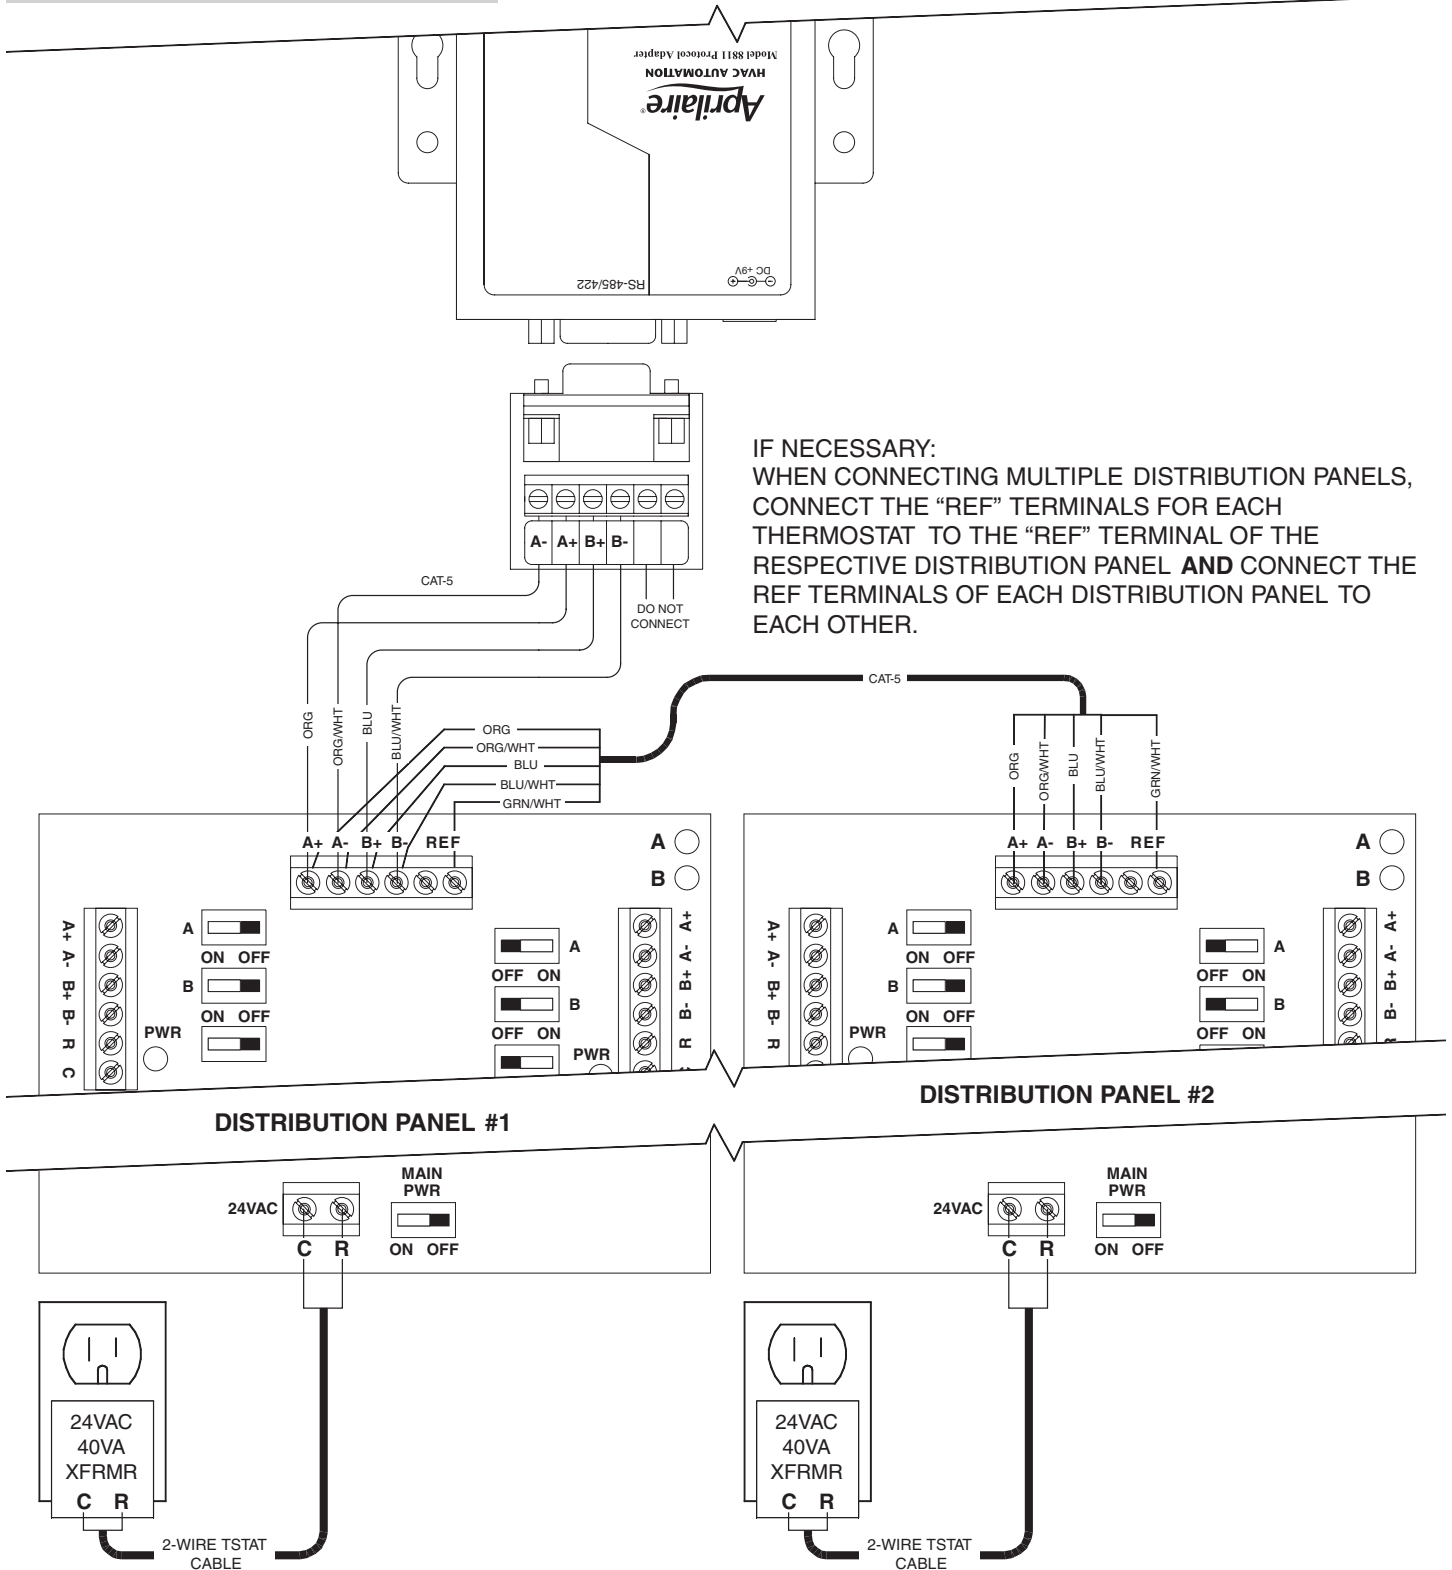 Model 8811 Protocol Adapter
HVAC AUTOMATION
Aprilaire®
DC +9V
RS-485/422
A- A+ B+ B-
DO NOT
CONNECT
CAT-5
IF NECESSARY:
WHEN CONNECTING MULTIPLE DISTRIBUTION PANELS,
CONNECT THE “REF” TERMINALS FOR EACH
THERMOSTAT TO THE “REF” TERMINAL OF THE
RESPECTIVE DISTRIBUTION PANEL AND CONNECT THE
REF TERMINALS OF EACH DISTRIBUTION PANEL TO
EACH OTHER.
CAT-5
ORG
ORG/WHT
BLU
BLU/WHT
ORG
ORG/WHT
BLU
BLU/WHT
GRN/WHT
ORG
ORG/WHT
BLU
BLU/WHT
GRN/WHT
A+ A- B+ B- REF
A
B
A+ A- B+ B- R C
A
ON OFF
B
ON OFF
PWR
A
OFF ON
B
OFF ON
PWR
A+ A- B+ B- R
A+ A- B+ B- REF
A
B
A+ A- B+ B- R
A
ON OFF
B
ON OFF
PWR
A
OFF ON
B
OFF ON
A+ A- B+ B- R
DISTRIBUTION PANEL #1
DISTRIBUTION PANEL #2
24VAC
C R
MAIN
PWR
ON OFF
24VAC
C R
MAIN
PWR
ON OFF
24VAC
40VA
XFRMR
C R
2-WIRE TSTAT
CABLE
24VAC
40VA
XFRMR
C R
2-WIRE TSTAT
CABLE